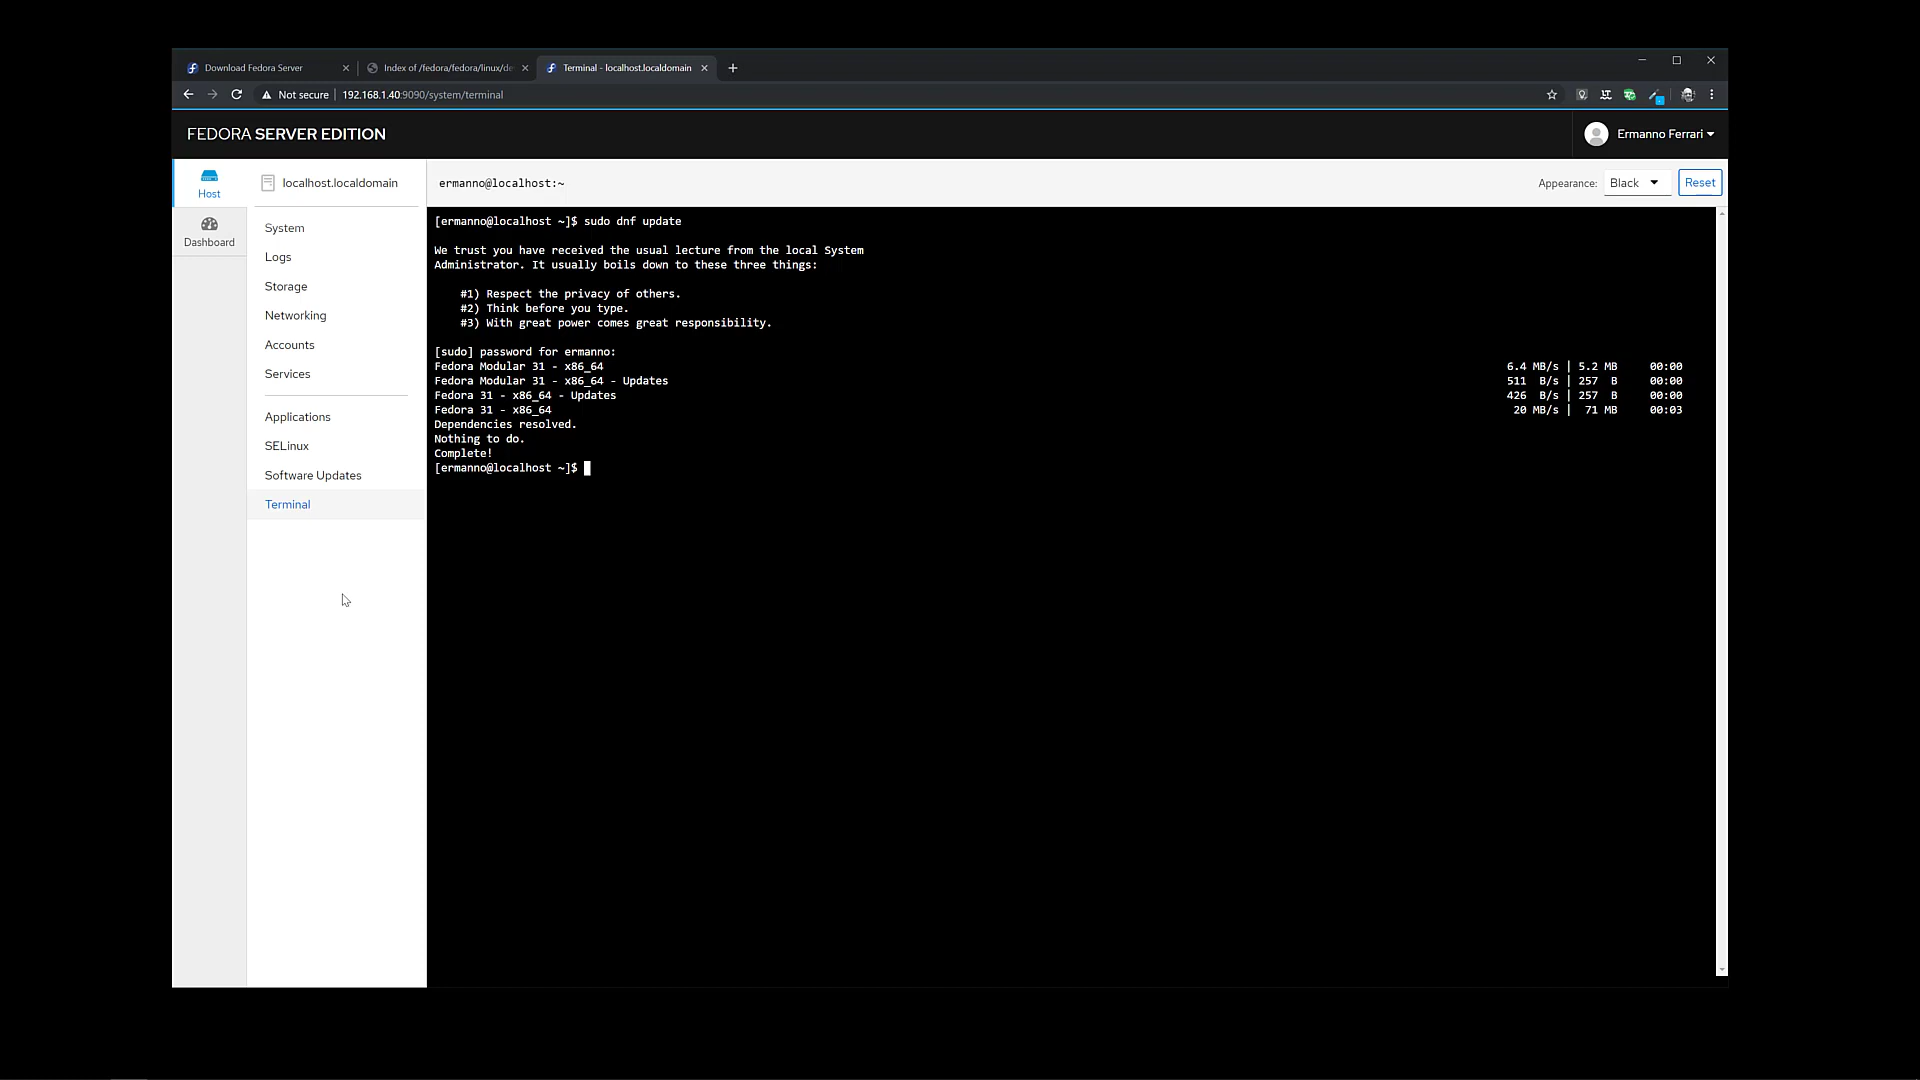 Download Fedora Server
Index of /fedora/fedora/linux/de
Terminal - localhost.localdomain
Not secure
192.168.1.40:9090/system/terminal
FEDORA SERVER EDITION
Ermanno Ferrari
Host
Dashboard
localhost.localdomain
System
Logs
Storage
Networking
Accounts
Services
Applications
SELinux
Software Updates
Terminal
ermanno@localhost:~
Appearance:
Black
Reset
[ermanno@localhost ~]$ sudo dnf update
We trust you have received the usual lecture from the local System
Administrator. It usually boils down to these three things:
#1) Respect the privacy of others.
#2) Think before you type.
#3) With great power comes great responsibility.
[sudo] password for ermanno:
Fedora Modular 31 - x86_64 6.4 MB/s | 5.2 MB 00:00
Fedora Modular 31 - x86_64 - Updates 511 B/s | 257 B 00:00
Fedora 31 - x86_64 - Updates 426 B/s | 257 B 00:00
Fedora 31 - x86_64 20 MB/s | 71 MB 00:03
Dependencies resolved.
Nothing to do.
Complete!
[ermanno@localhost ~]$